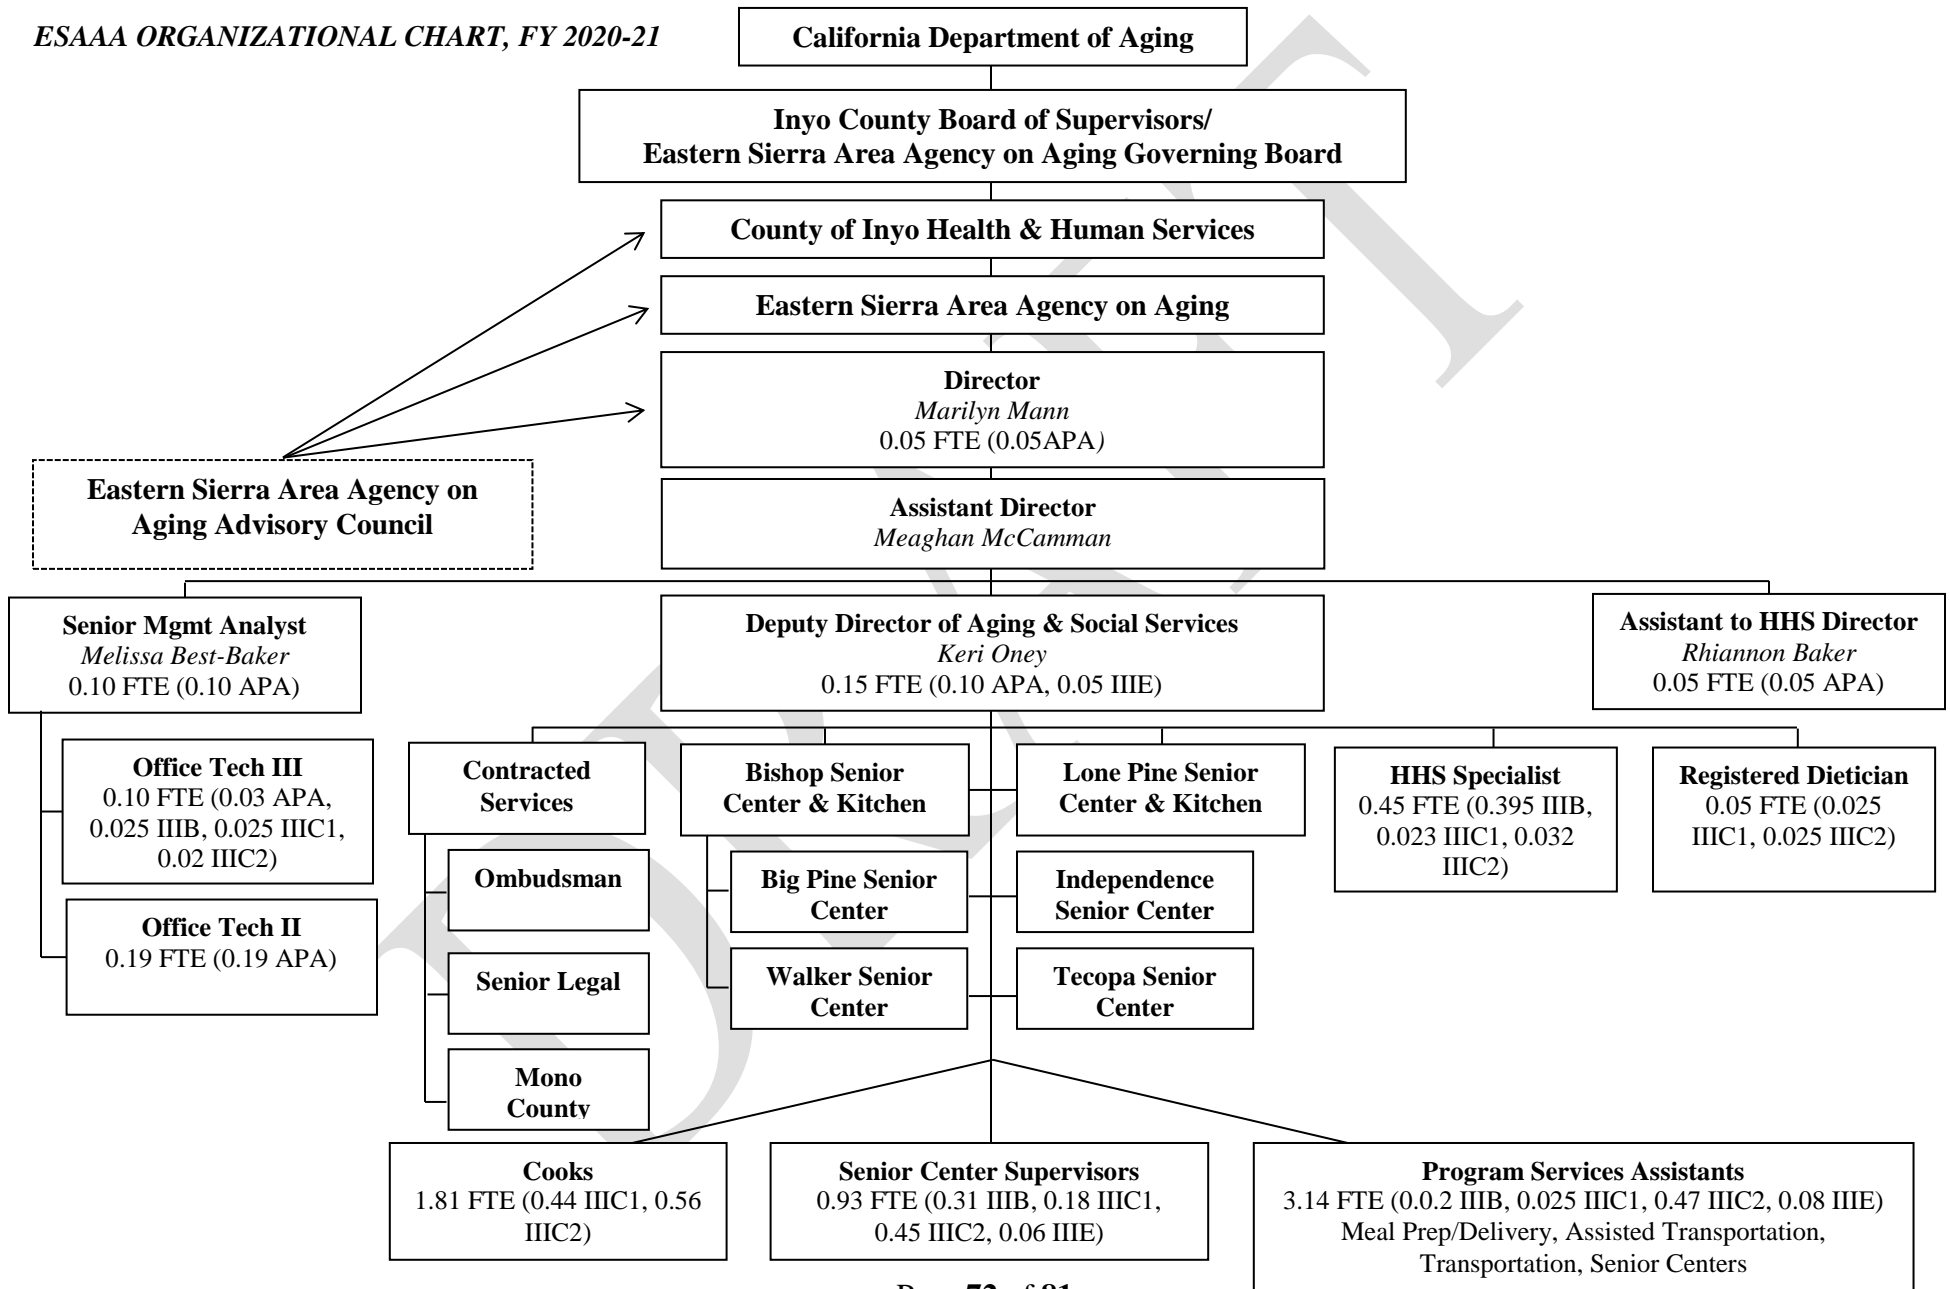 ESAAA ORGANIZATIONAL CHART, FY 2020-21
California Department of Aging
Inyo County Board of Supervisors/
Eastern Sierra Area Agency on Aging Governing Board
County of Inyo Health & Human Services
Eastern Sierra Area Agency on Aging
Director
Marilyn Mann
0.05 FTE (0.05APA)
Eastern Sierra Area Agency on
Aging Advisory Council
Assistant Director
Meaghan McCamman
Senior Mgmt Analyst
Melissa Best-Baker
0.10 FTE (0.10 APA)
Deputy Director of Aging & Social Services
Keri Oney
0.15 FTE (0.10 APA, 0.05 IIIE)
Assistant to HHS Director
Rhiannon Baker
0.05 FTE (0.05 APA)
Office Tech III
0.10 FTE (0.03 APA,
0.025 IIIB, 0.025 IIIC1,
0.02 IIIC2)
Office Tech II
0.19 FTE (0.19 APA)
Contracted
Services
Ombudsman
Senior Legal
Mono
County
Bishop Senior
Center & Kitchen
Big Pine Senior
Center
Walker Senior
Center
Lone Pine Senior
Center & Kitchen
Independence
Senior Center
Tecopa Senior
Center
HHS Specialist
0.45 FTE (0.395 IIIB,
0.023 IIIC1, 0.032
IIIC2)
Registered Dietician
0.05 FTE (0.025
IIIC1, 0.025 IIIC2)
Cooks
1.81 FTE (0.44 IIIC1, 0.56
IIIC2)
Senior Center Supervisors
0.93 FTE (0.31 IIIB, 0.18 IIIC1,
0.45 IIIC2, 0.06 IIIE)
Program Services Assistants
3.14 FTE (0.0.2 IIIB, 0.025 IIIC1, 0.47 IIIC2, 0.08 IIIE)
Meal Prep/Delivery, Assisted Transportation,
Transportation, Senior Centers
Page 72 of 81
DRAFT